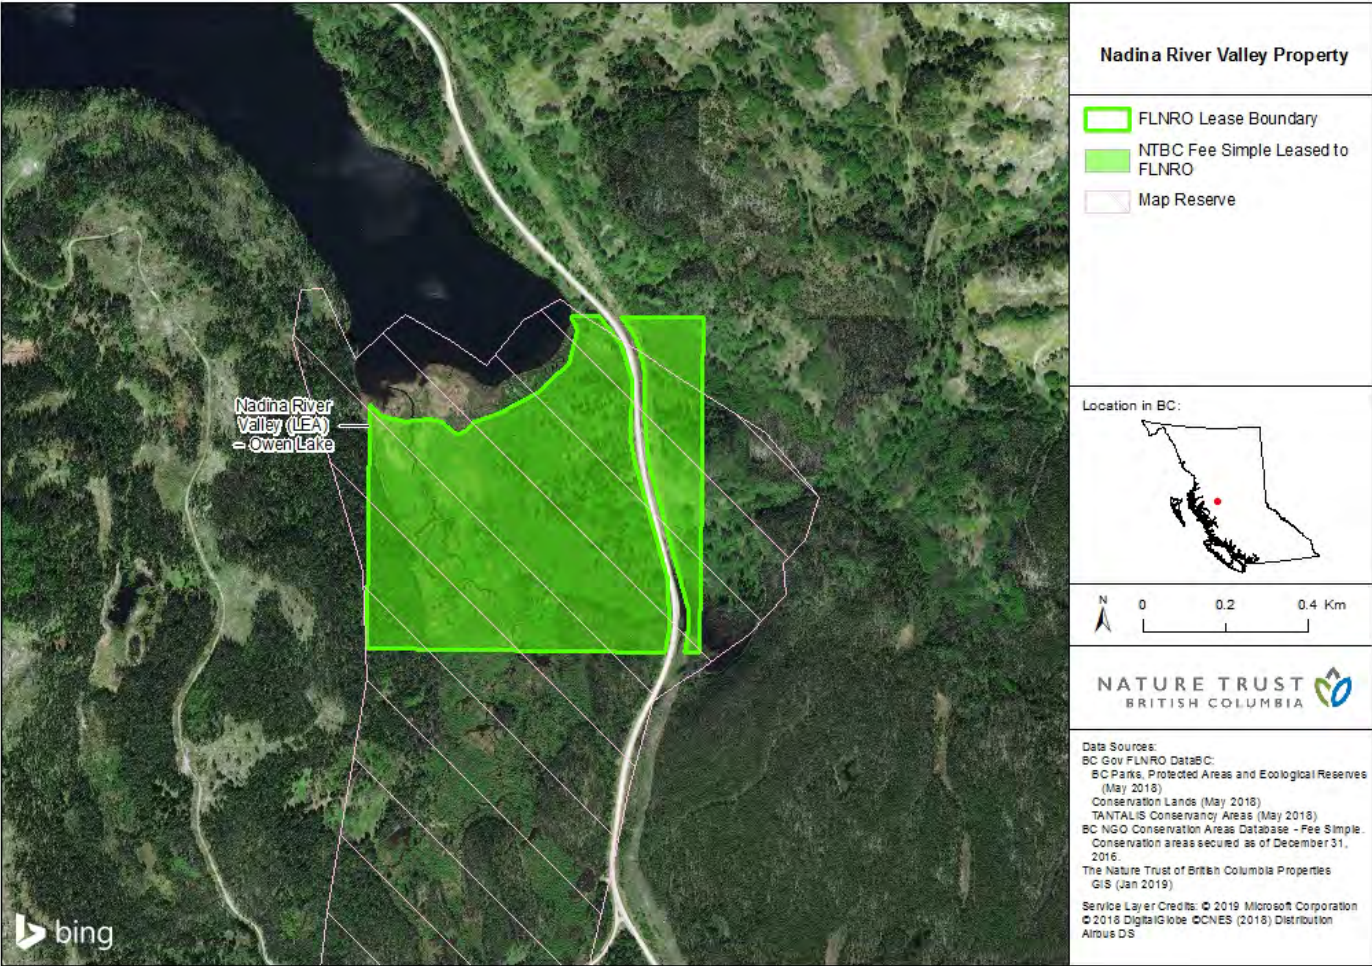 Nadina River Valley Property
FLNRO Lease Boundary
NTBC Fee Simple Leased to
FLNRO
Map Reserve
Nadina River
Valley (LEA)
- Owen Lake
Location in BC:
N
0 0.2 0.4 Km
NATURE TRUST
BRITISH COLUMBIA
Data Sources:
BC Gov FLNRO DataBC:
BC Parks, Protected Areas and Ecological Reserves
(May 2018)
Conservation Lands (May 2018)
TANTALIS Conservancy Areas (May 2018)
BC NGO Conservation Areas Database - Fee Simple.
Conservation areas secured as of December 31,
2016.
The Nature Trust of British Columbia Properties
GIS (Jan 2019)
Service Layer Credits: © 2019 Microsoft Corporation
© 2018 DigitalGlobe ©CNES (2018) Distribution
Airbus DS
bing